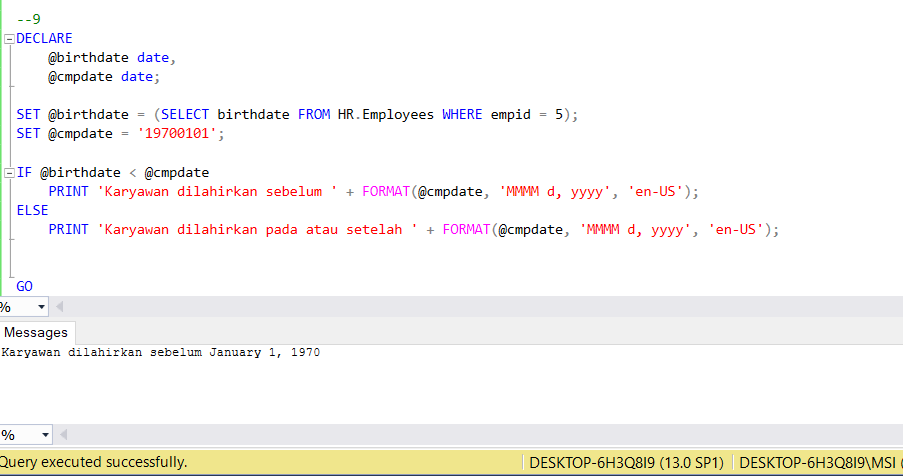 --9
DECLARE
@birthdate date,
@cmpdate date;
SET @birthdate = (SELECT birthdate FROM HR.Employees WHERE empid = 5);
SET @cmpdate = '19700101';
IF @birthdate < @cmpdate
PRINT 'Karyawan dilahirkan sebelum ' + FORMAT(@cmpdate, 'MMMM d, yyyy', 'en-US');
ELSE
PRINT 'Karyawan dilahirkan pada atau setelah ' + FORMAT(@cmpdate, 'MMMM d, yyyy', 'en-US');
GO
%
Messages
Karyawan dilahirkan sebelum January 1, 1970
%
Query executed successfully.
DESKTOP-6H3Q8I9 (13.0 SP1)
DESKTOP-6H3Q8I9\MSI (